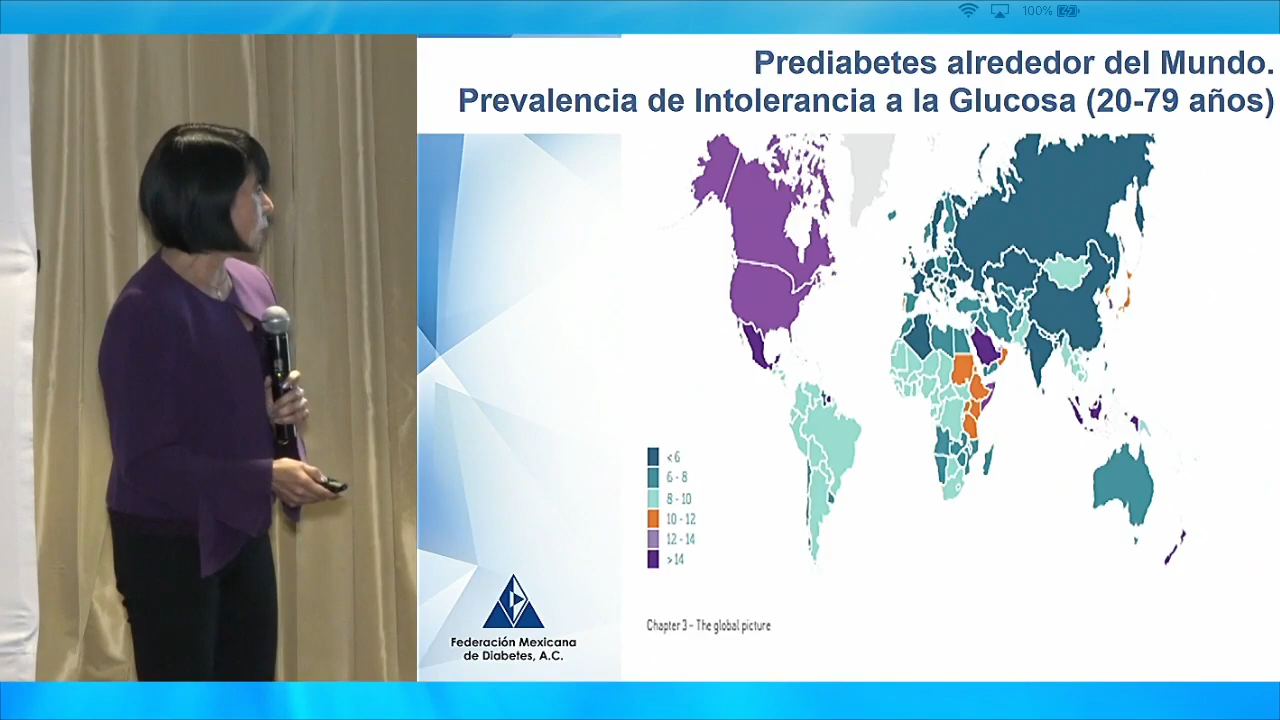 100%
Prediabetes alrededor del Mundo.
Prevalencia de Intolerancia a la Glucosa (20-79 años)
< 6
6 - 8
8 - 10
10 - 12
12 - 14
> 14
Chapter 3 - The global picture
Federación Mexicana
de Diabetes, A.C.